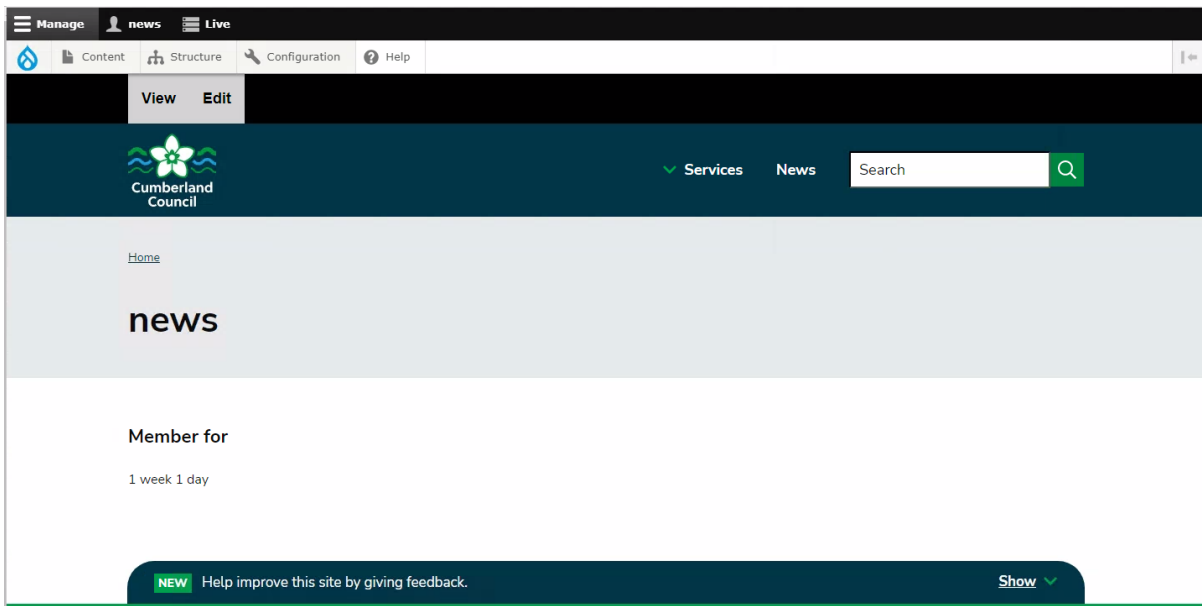 Manage news Live
Content Structure Configuration Help
View Edit
Cumberland
Council
Services News Search
Home
news
Member for
1 week 1 day
NEW Help improve this site by giving feedback. Show